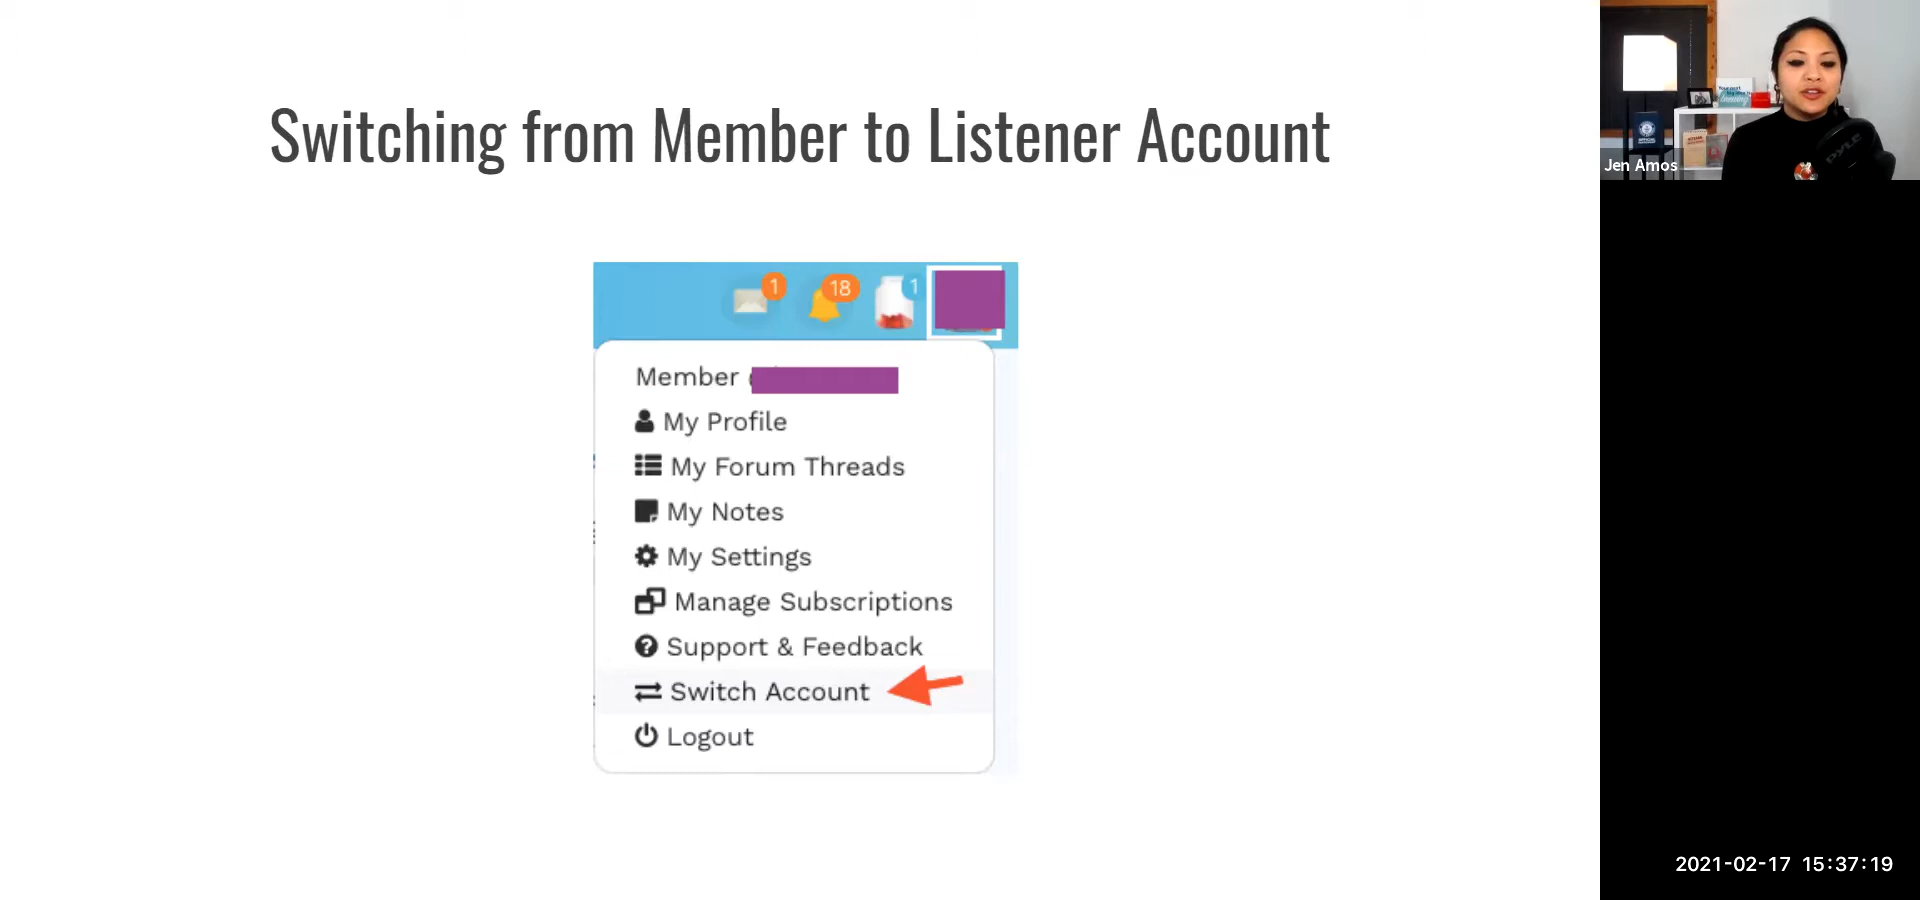 Switching from Member to Listener Account
1
18
1
Member
My Profile
My Forum Threads
My Notes
My Settings
Manage Subscriptions
Support & Feedback
Switch Account
Logout
Jen Amos
PYLE
2021-02-17 15:37:19